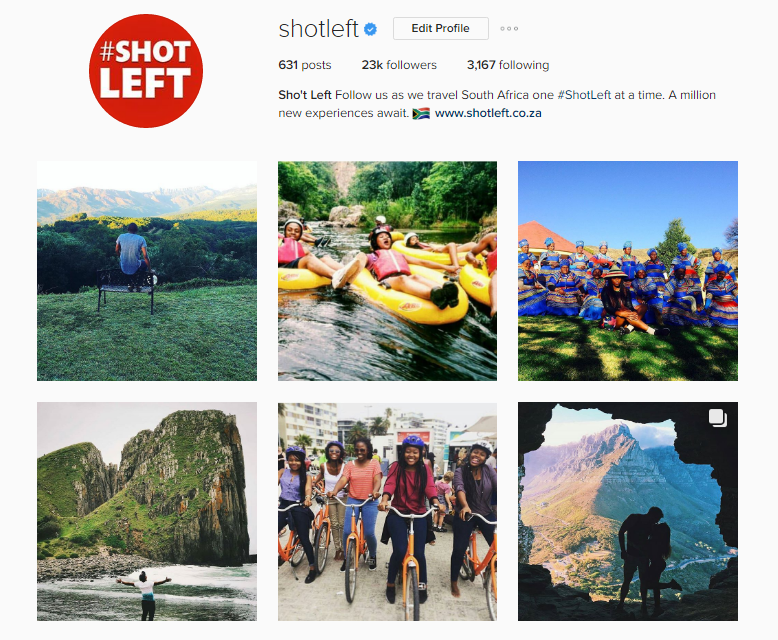 #SHOT
LEFT
shotleft
Edit Profile
631 posts
23k followers
3,167 following
Sho't Left Follow us as we travel South Africa one #ShotLeft at a time. A million
new experiences await. 🇿🇦 www.shotleft.co.za